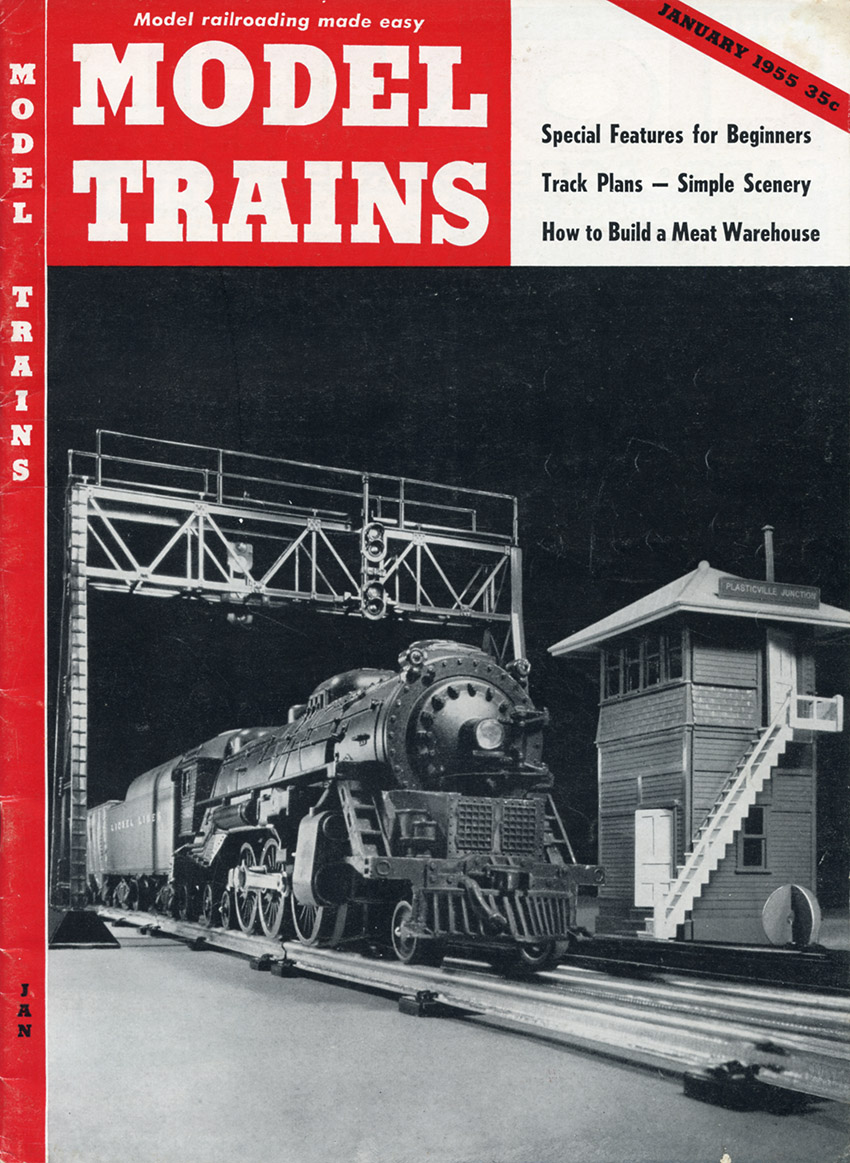 Model railroading made easy
MODEL
TRAINS
JANUARY 1955 35c
Special Features for Beginners
Track Plans — Simple Scenery
How to Build a Meat Warehouse
MODEL TRAINS
JAN
PLASTICVILLE JUNCTION
LIONEL LINES